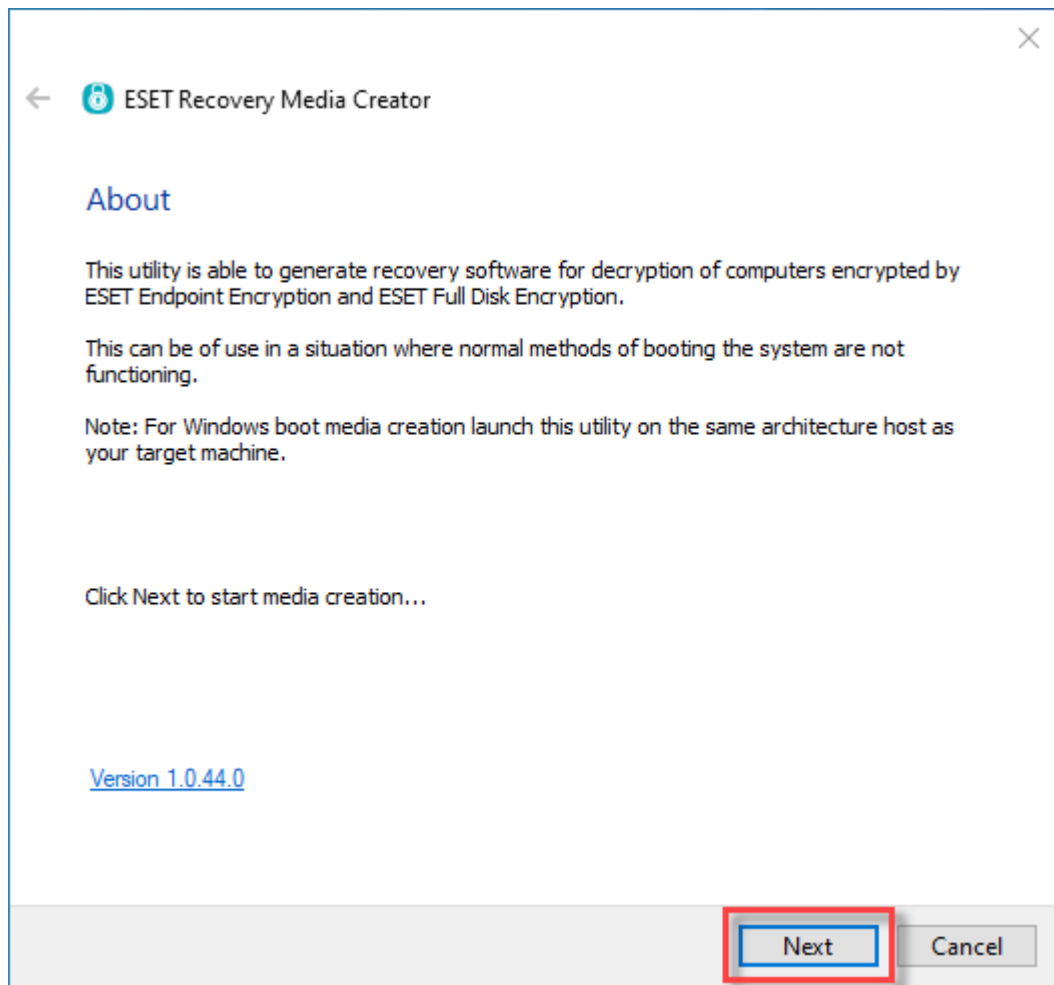 ESET Recovery Media Creator
About
This utility is able to generate recovery software for decryption of computers encrypted by
ESET Endpoint Encryption and ESET Full Disk Encryption.
This can be of use in a situation where normal methods of booting the system are not
functioning.
Note: For Windows boot media creation launch this utility on the same architecture host as
your target machine.
Click Next to start media creation...
Version 1.0.44.0
Next Cancel